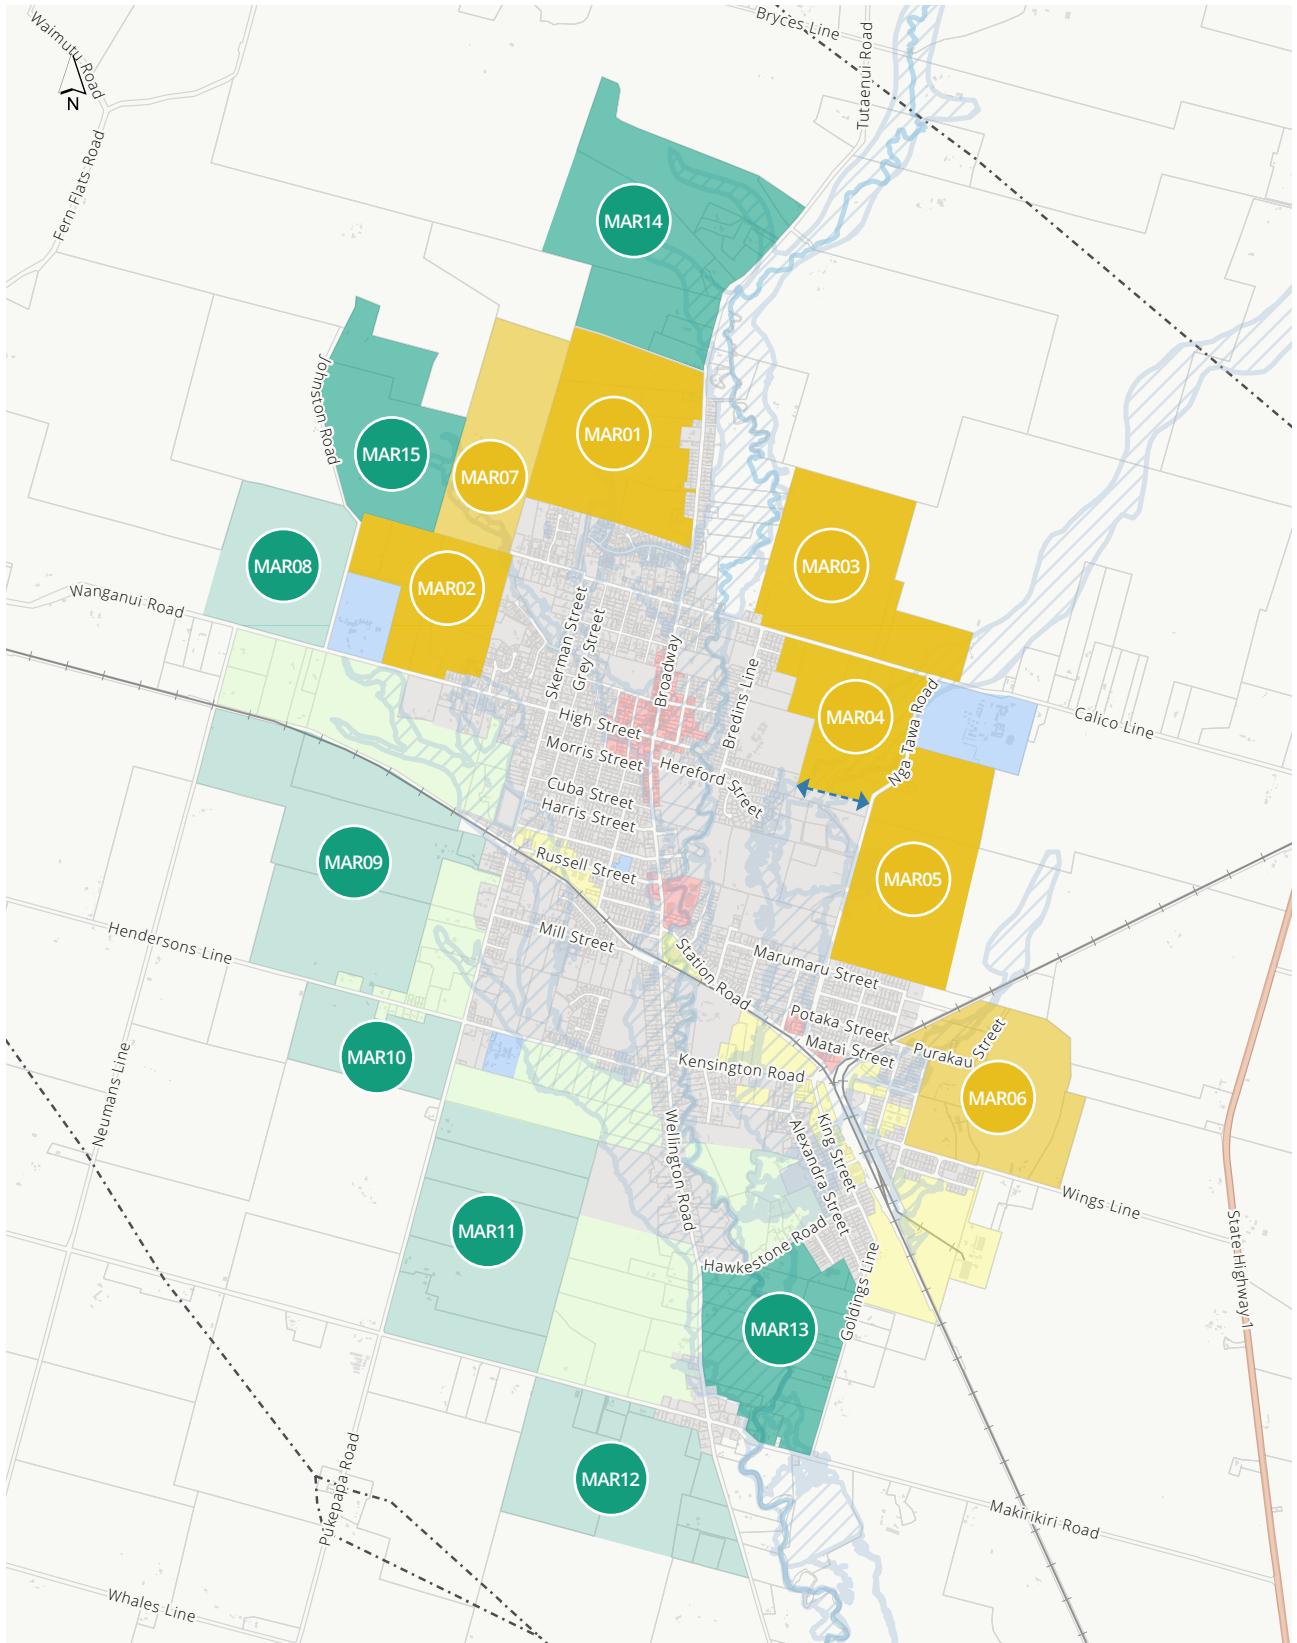 Bryces Line
Waimutu Road
Tutaenui Road
N
Fern Flats Road
MAR14
Johnston Road
MAR01
MAR15
MAR07
MAR08
MAR03
MAR02
Wanganui Road
Skerman Street
Grey Street
Broadway
Bredins Line
MAR04
Nga Tawa Road
Calico Line
High Street
Morris Street
Hereford Street
Cuba Street
Harris Street
MAR09
Russell Street
MAR05
Hendersons Line
Mill Street
Station Road
Marumaru Street
Potaka Street
Purakau Street
Matai Street
MAR10
Kensington Road
MAR06
Neumans Line
Wellington Road
King Street
Alexandra Street
Wings Line
MAR11
Hawkestone Road
Goldings Line
State Highway 1
MAR13
MAR12
Pukepapa Road
Makirikiri Road
Whales Line